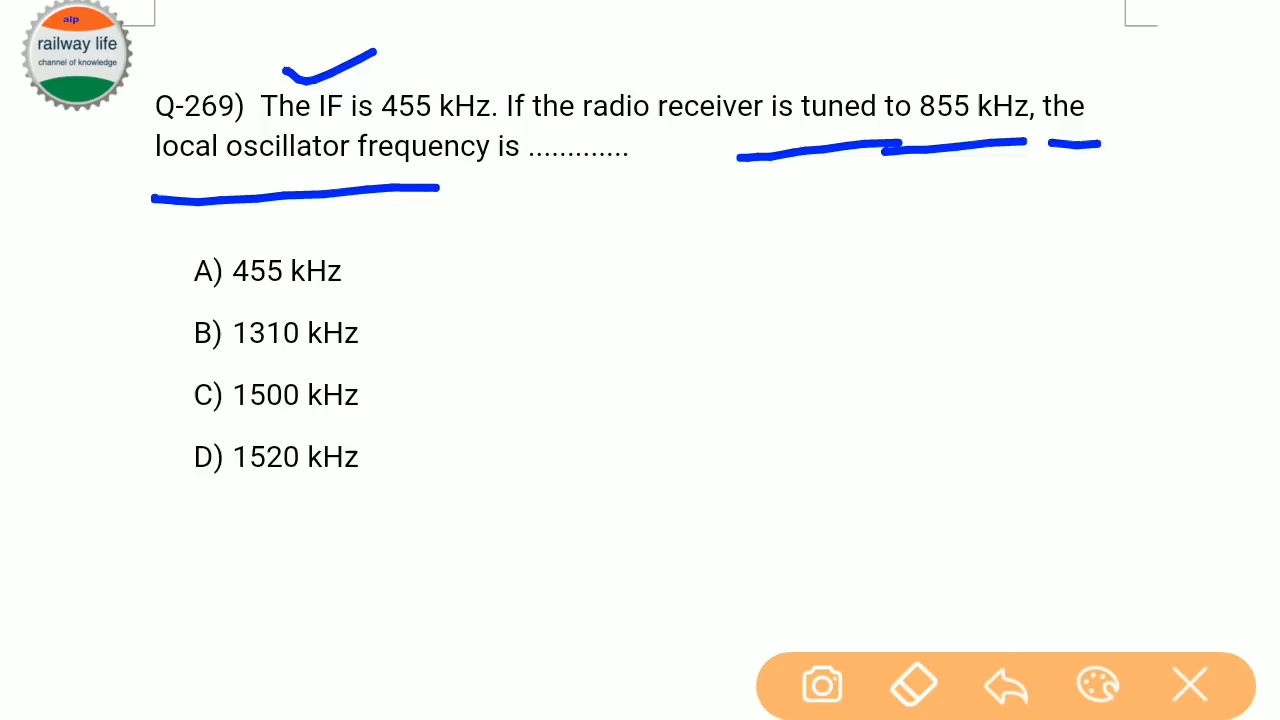 alp
railway life
channel of knowledge
Q-269) The IF is 455 kHz. If the radio receiver is tuned to 855 kHz, the
local oscillator frequency is .............
A) 455 kHz
B) 1310 kHz
C) 1500 kHz
D) 1520 kHz